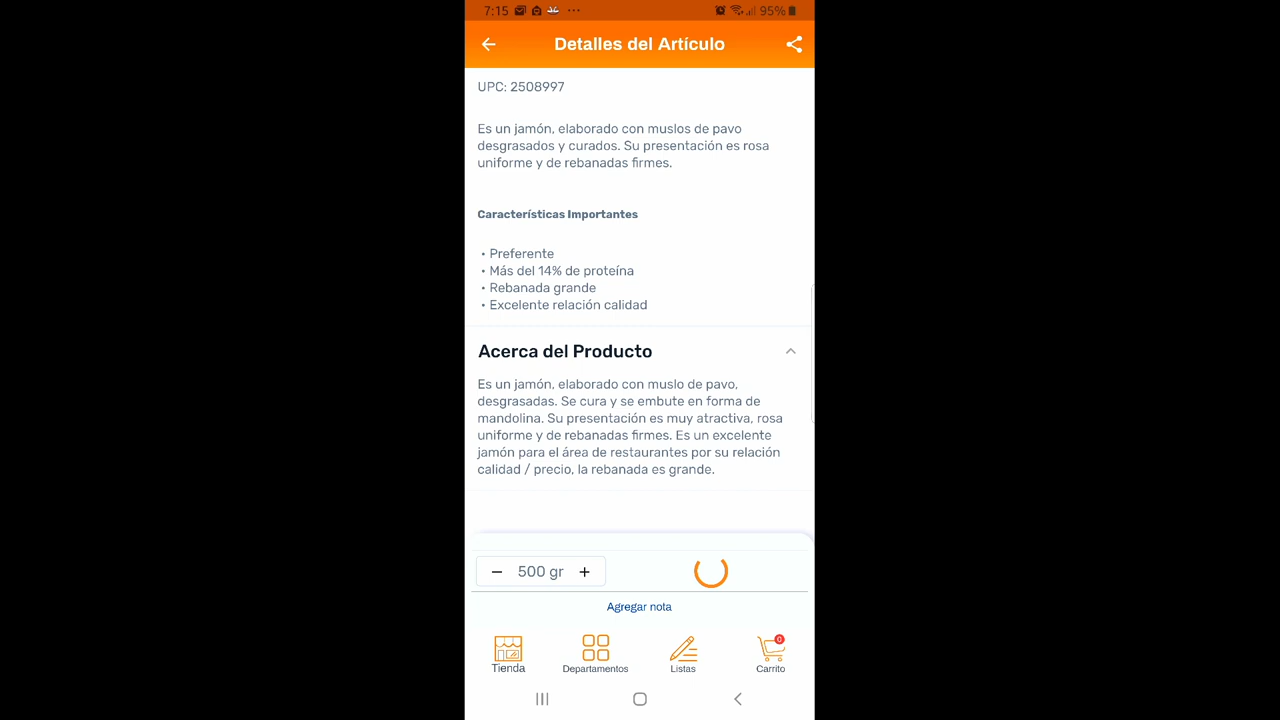 7:15
95%
Detalles del Artículo
UPC: 2508997
Es un jamón, elaborado con muslos de pavo
desgrasados y curados. Su presentación es rosa
uniforme y de rebanadas firmes.
Características Importantes
• Preferente
• Más del 14% de proteína
• Rebanada grande
• Excelente relación calidad
Acerca del Producto
Es un jamón, elaborado con muslo de pavo,
desgrasadas. Se cura y se embute en forma de
mandolina. Su presentación es muy atractiva, rosa
uniforme y de rebanadas firmes. Es un excelente
jamón para el área de restaurantes por su relación
calidad / precio, la rebanada es grande.
− 500 gr +
Agregar nota
0
Tienda Departamentos Listas Carrito